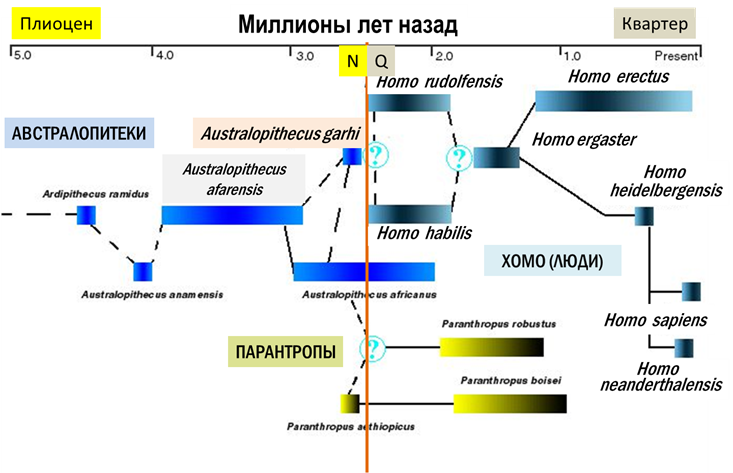 Плиоцен
Миллионы лет назад
Квартер
5.0 4.0 3.0 2.0 1.0 Present
N Q
Homo rudolfensis
Homo erectus
АВСТРАЛОПИТЕКИ
Australopithecus garhi
Homo ergaster
?
?
Australopithecus
afarensis
Ardipithecus ramidus
Homo
heidelbergensis
Homo habilis
ХОМО (ЛЮДИ)
Australopithecus anamensis
Australopithecus africanus
Homo sapiens
Paranthropus robustus
ПАРАНТРОПЫ
?
Homo
neanderthalensis
Paranthropus boisei
Paranthropus aethiopicus